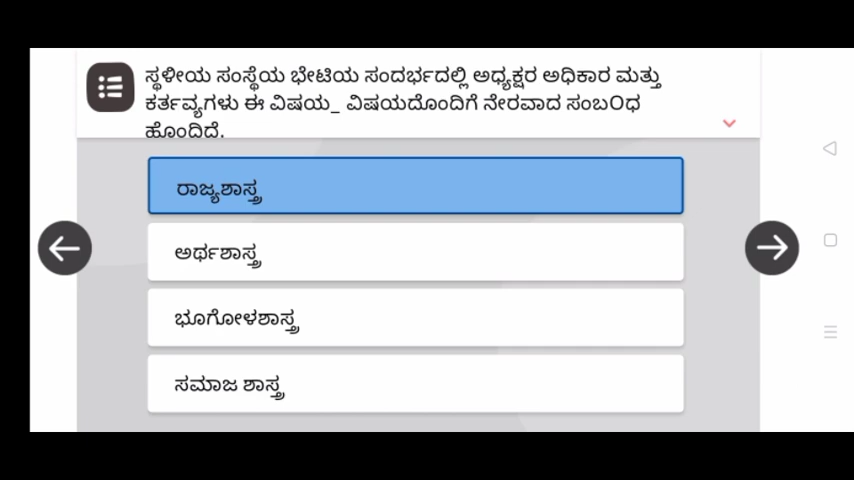 ಸ್ಥಳೀಯ ಸಂಸ್ಥೆಯ ಭೇಟಿಯ ಸಂದರ್ಭದಲ್ಲಿ ಅಧ್ಯಕ್ಷರ ಅಧಿಕಾರ ಮತ್ತು
ಕರ್ತವ್ಯಗಳು ಈ ವಿಷಯ_ ವಿಷಯದೊಂದಿಗೆ ನೇರವಾದ ಸಂಬ೦ಧ
ಹೊಂದಿದೆ.
ರಾಜ್ಯಶಾಸ್ತ್ರ
ಅರ್ಥಶಾಸ್ತ್ರ
ಭೂಗೋಳಶಾಸ್ತ್ರ
ಸಮಾಜ ಶಾಸ್ತ್ರ